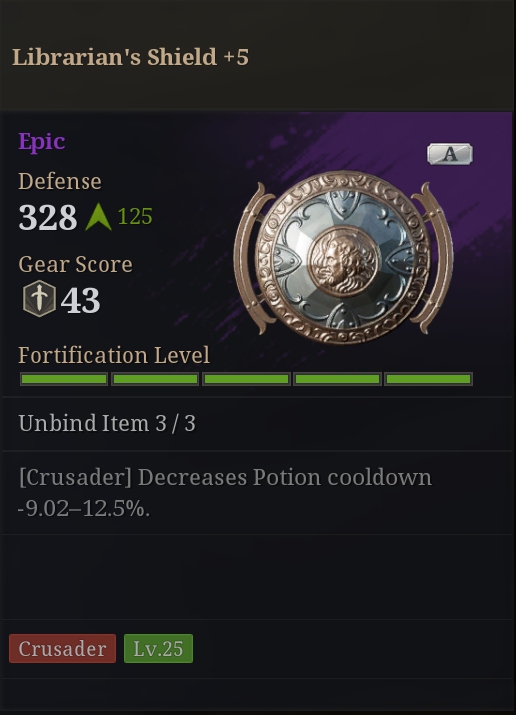 Librarian's Shield +5
Epic
A
Defense
328 125
Gear Score
43
Fortification Level
Unbind Item 3 / 3
[Crusader] Decreases Potion cooldown
-9.02–12.5%.
Crusader Lv.25